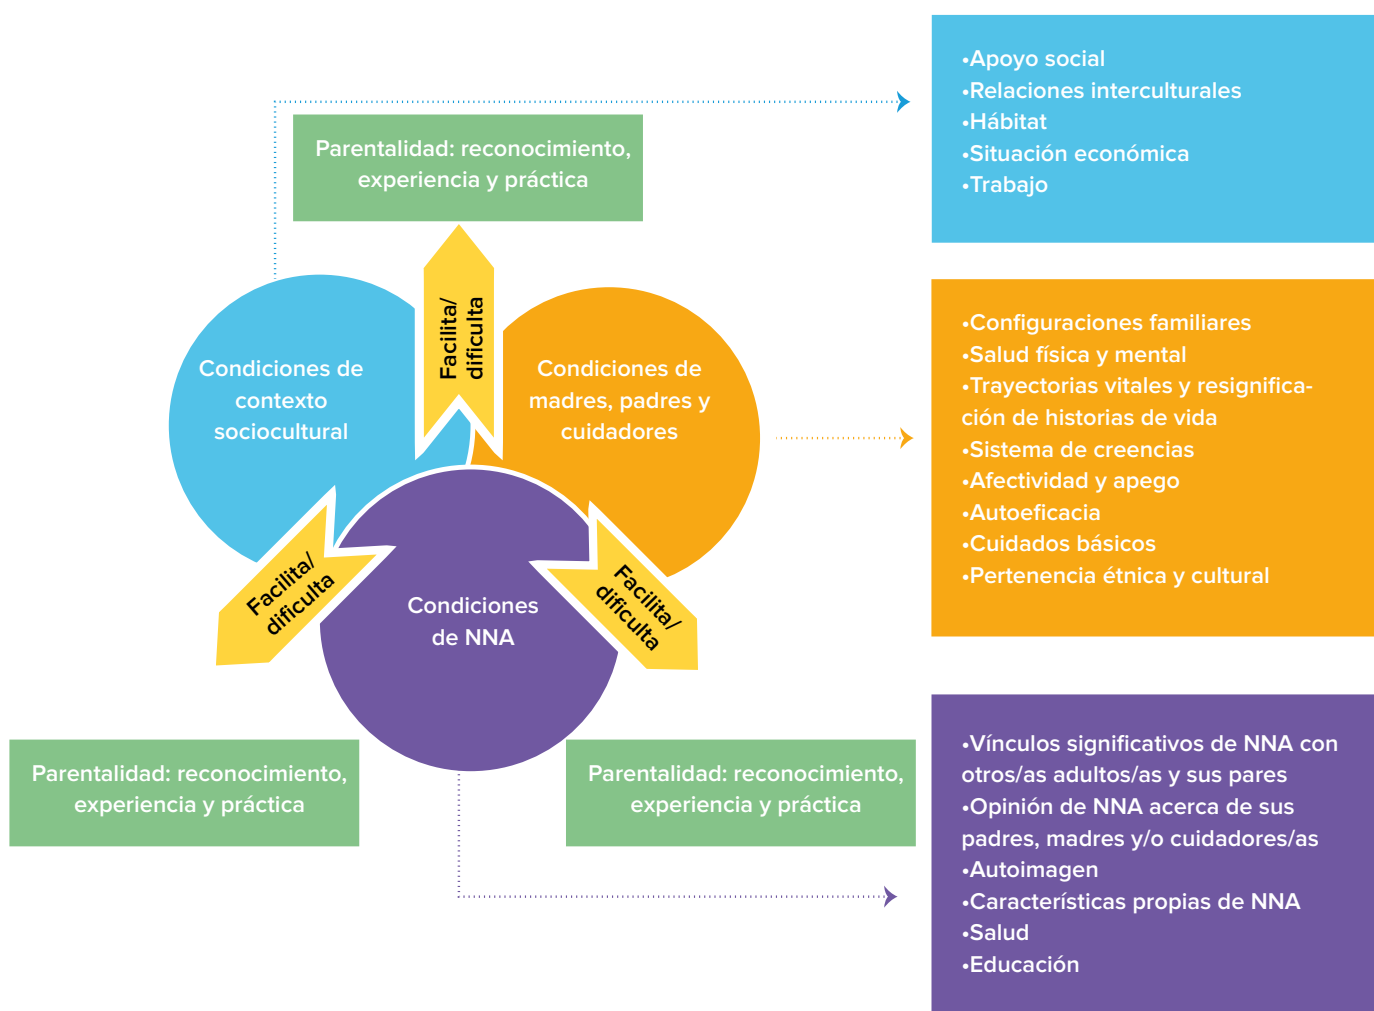 •Apoyo social
•Relaciones interculturales
•Hábitat
•Situación económica
•Trabajo
Parentalidad: reconocimiento,
experiencia y práctica
Facilita/
dificulta
Condiciones de
contexto
sociocultural
Condiciones de
madres, padres y
cuidadores
•Configuraciones familiares
•Salud física y mental
•Trayectorias vitales y resignifica-
ción de historias de vida
•Sistema de creencias
•Afectividad y apego
•Autoeficacia
•Cuidados básicos
•Pertenencia étnica y cultural
Facilita/
dificulta
Condiciones
de NNA
Facilita/
dificulta
Parentalidad: reconocimiento,
experiencia y práctica
Parentalidad: reconocimiento,
experiencia y práctica
•Vínculos significativos de NNA con
otros/as adultos/as y sus pares
•Opinión de NNA acerca de sus
padres, madres y/o cuidadores/as
•Autoimagen
•Características propias de NNA
•Salud
•Educación